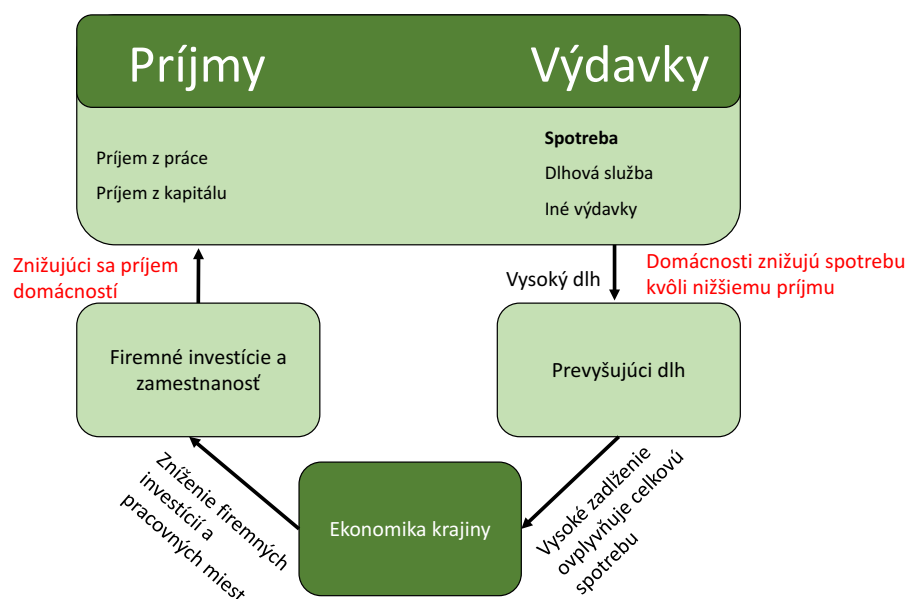 Príjmy
Výdavky
Príjem z práce
Príjem z kapitálu
Spotreba
Dlhová služba
Iné výdavky
Znižujúci sa príjem
domácností
Vysoký dlh
Domácnosti znižujú spotrebu
kvôli nižšiemu príjmu
Firemné investície a
zamestnanosť
Prevyšujúci dlh
Zníženie firemných
investícií a
pracovných miest
Ekonomika krajiny
Vysoké zadlženie
ovplyvňuje celkovú
spotrebu